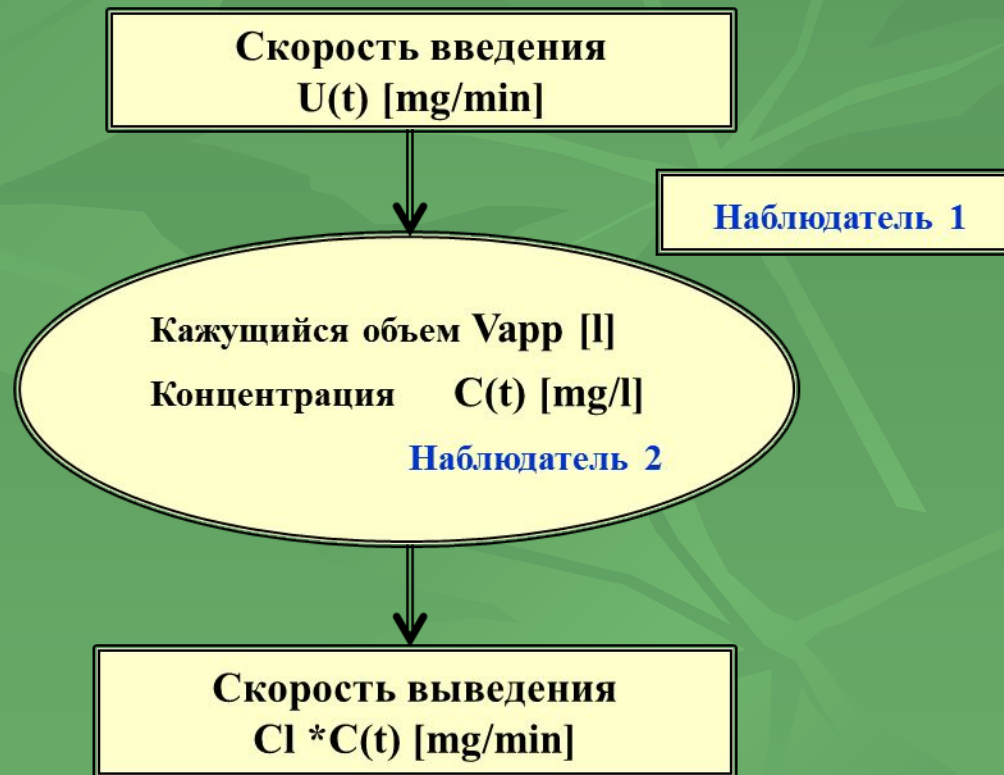 Скорость введения
U(t) [mg/min]
Наблюдатель 1
Кажущийся объем Vapp [l]
Концентрация C(t) [mg/l]
Наблюдатель 2
Скорость выведения
Cl *C(t) [mg/min]